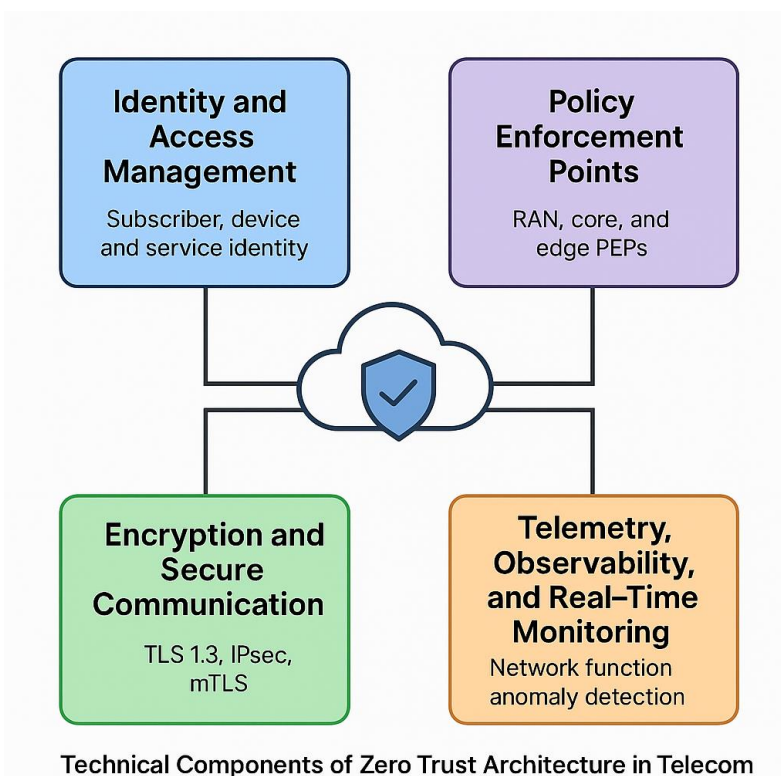 Identity and
Access
Management
Subscriber, device
and service identity
Policy
Enforcement
Points
RAN, core, and
edge PEPs
Encryption and
Secure
Communication
TLS 1.3, IPsec,
mTLS
Telemetry,
Observability,
and Real–Time
Monitoring
Network function
anomaly detection
Technical Components of Zero Trust Architecture in Telecom